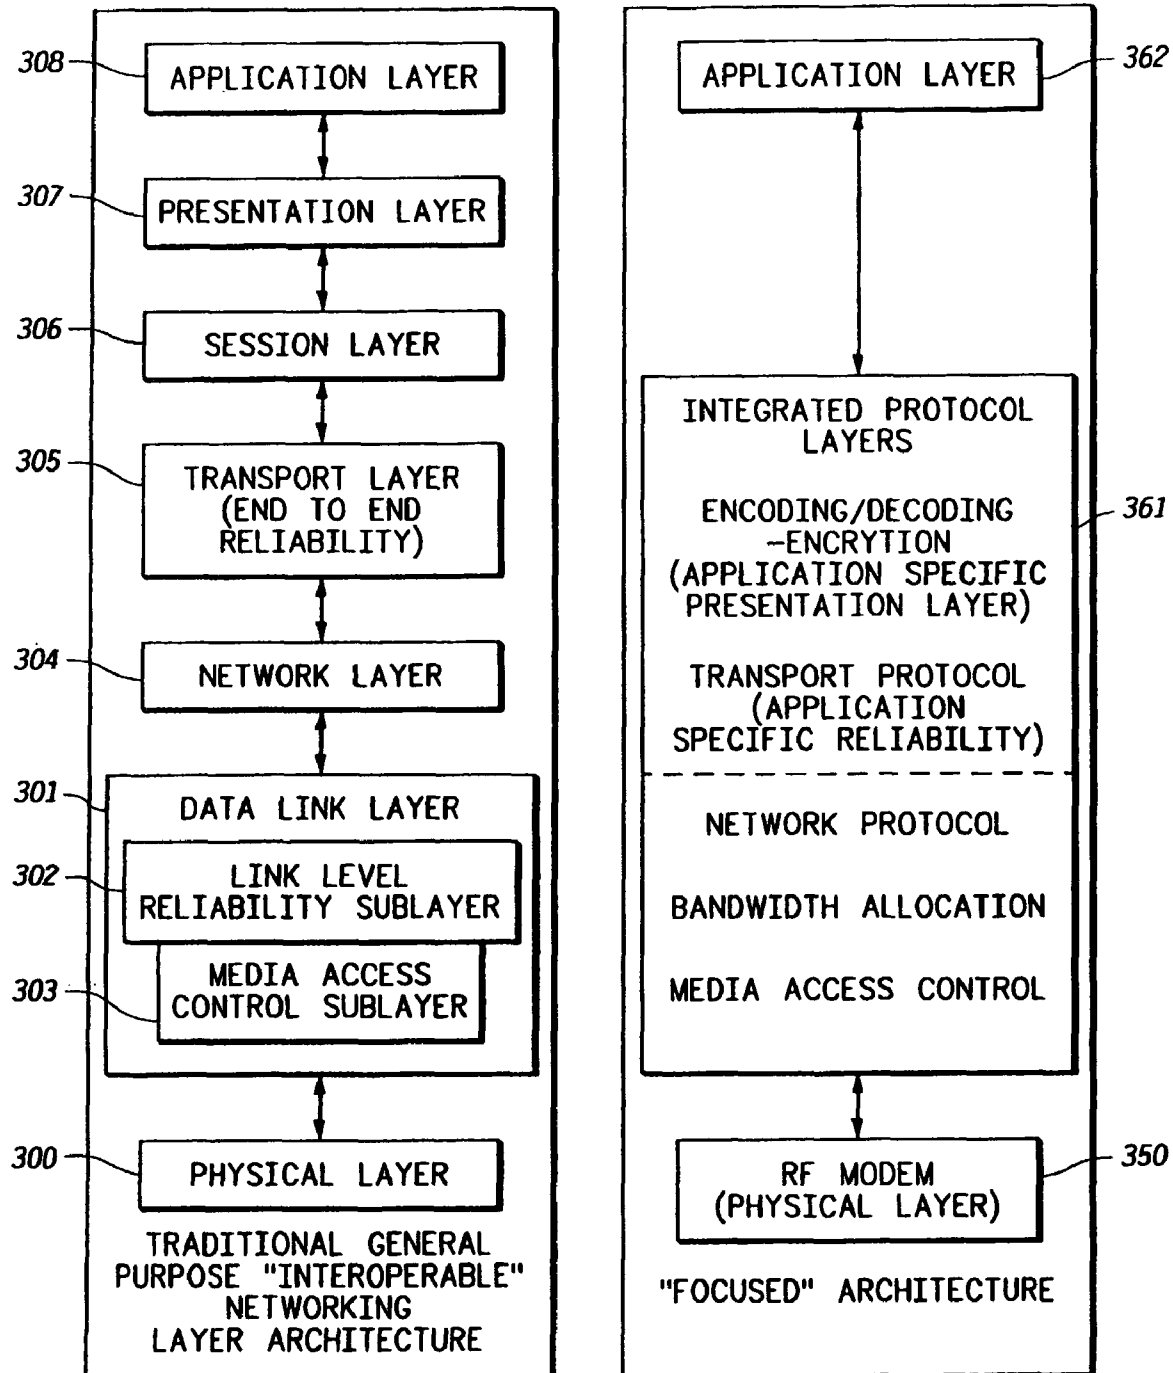 308
APPLICATION LAYER
307
PRESENTATION LAYER
306
SESSION LAYER
305
TRANSPORT LAYER
(END TO END
RELIABILITY)
304
NETWORK LAYER
301
DATA LINK LAYER
302
LINK LEVEL
RELIABILITY SUBLAYER
303
MEDIA ACCESS
CONTROL SUBLAYER
300
PHYSICAL LAYER
TRADITIONAL GENERAL
PURPOSE "INTEROPERABLE"
NETWORKING
LAYER ARCHITECTURE
APPLICATION LAYER
362
INTEGRATED PROTOCOL
LAYERS
ENCODING/DECODING
-ENCRYTION
(APPLICATION SPECIFIC
PRESENTATION LAYER)
361
TRANSPORT PROTOCOL
(APPLICATION
SPECIFIC RELIABILITY)
NETWORK PROTOCOL
BANDWIDTH ALLOCATION
MEDIA ACCESS CONTROL
RF MODEM
(PHYSICAL LAYER)
350
"FOCUSED" ARCHITECTURE